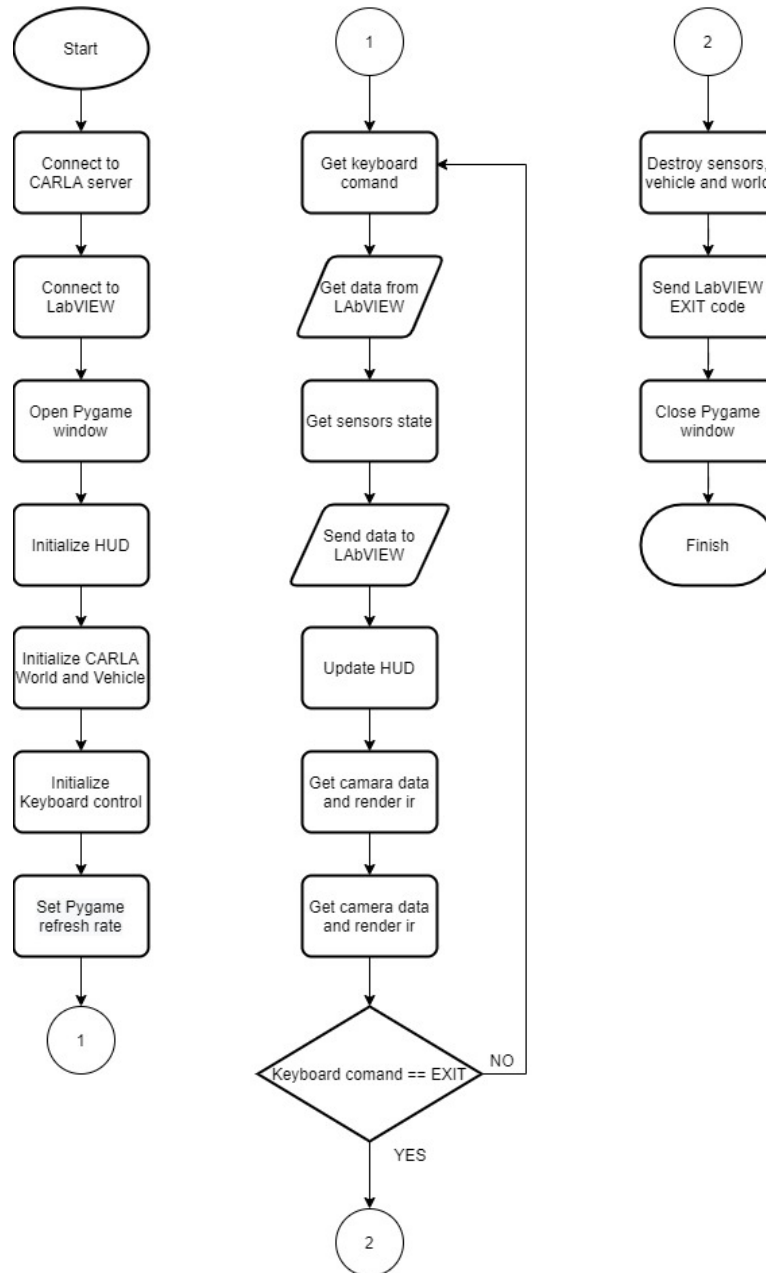 Start
Connect to
CARLA server
Connect to
LabVIEW
Open Pygame
window
Initialize HUD
Initialize CARLA
World and Vehicle
Initialize
Keyboard control
Set Pygame
refresh rate
1
1
Get keyboard
comand
Get data from
LAbVIEW
Get sensors state
Send data to
LAbVIEW
Update HUD
Get camara data
and render ir
Get camera data
and render ir
Keyboard comand == EXIT
NO
YES
2
2
Destroy sensors,
vehicle and world
Send LabVIEW
EXIT code
Close Pygame
window
Finish